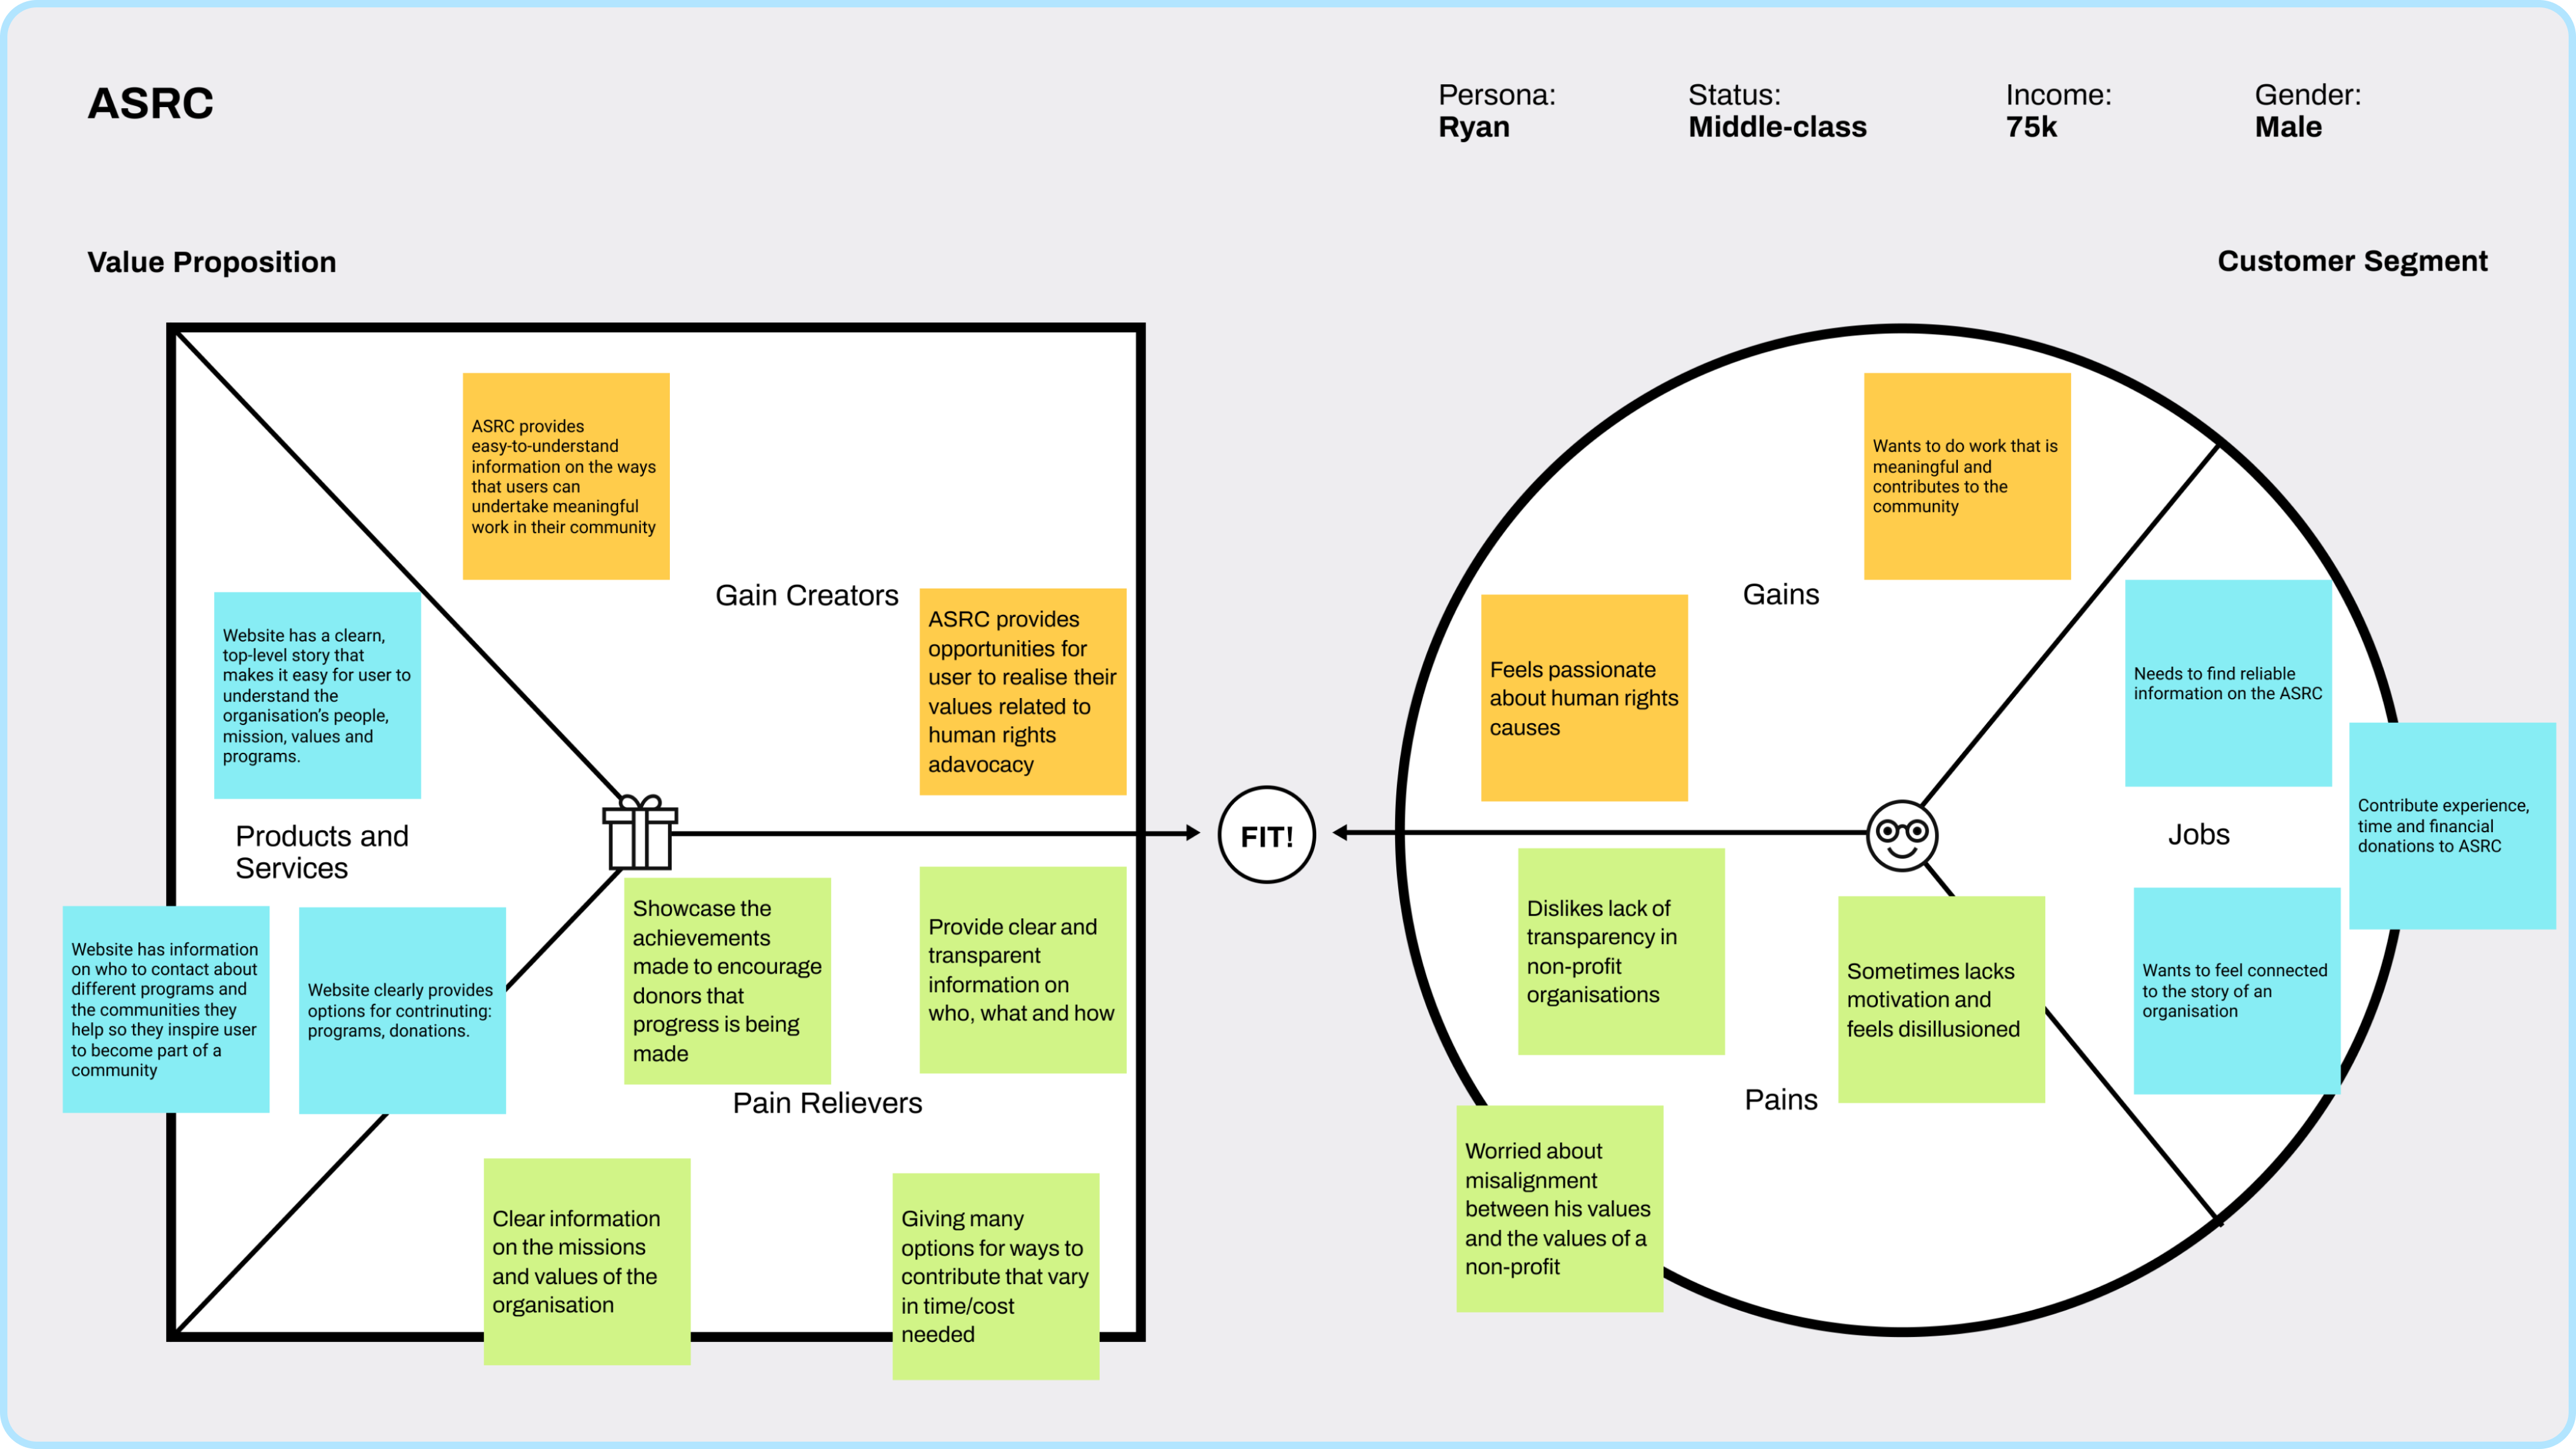 ASRC
Persona:
Ryan
Status:
Middle-class
Income:
75k
Gender:
Male
Value Proposition
Customer Segment
ASRC provides
easy-to-understand
information on the ways
that users can
undertake meaningful
work in their community
Gain Creators
ASRC provides
opportunities for
user to realise their
values related to
human rights
adavocacy
Website has a clearn,
top-level story that
makes it easy for user to
understand the
organisation's people,
mission, values and
programs.
Products and
Services
Website has information
on who to contact about
different programs and
the communities they
help so they inspire user
to become part of a
community
Website clearly provides
options for contrinuting:
programs, donations.
Showcase the
achievements
made to encourage
donors that
progress is being
made
Provide clear and
transparent
information on
who, what and how
Pain Relievers
Clear information
on the missions
and values of the
organisation
Giving many
options for ways to
contribute that vary
in time/cost
needed
FIT!
Wants to do work that is
meaningful and
contributes to the
community
Gains
Feels passionate
about human rights
causes
Needs to find reliable
information on the ASRC
Contribute experience,
time and financial
donations to ASRC
Jobs
Wants to feel connected
to the story of an
organisation
Dislikes lack of
transparency in
non-profit
organisations
Sometimes lacks
motivation and
feels disillusioned
Pains
Worried about
misalignment
between his values
and the values of a
non-profit